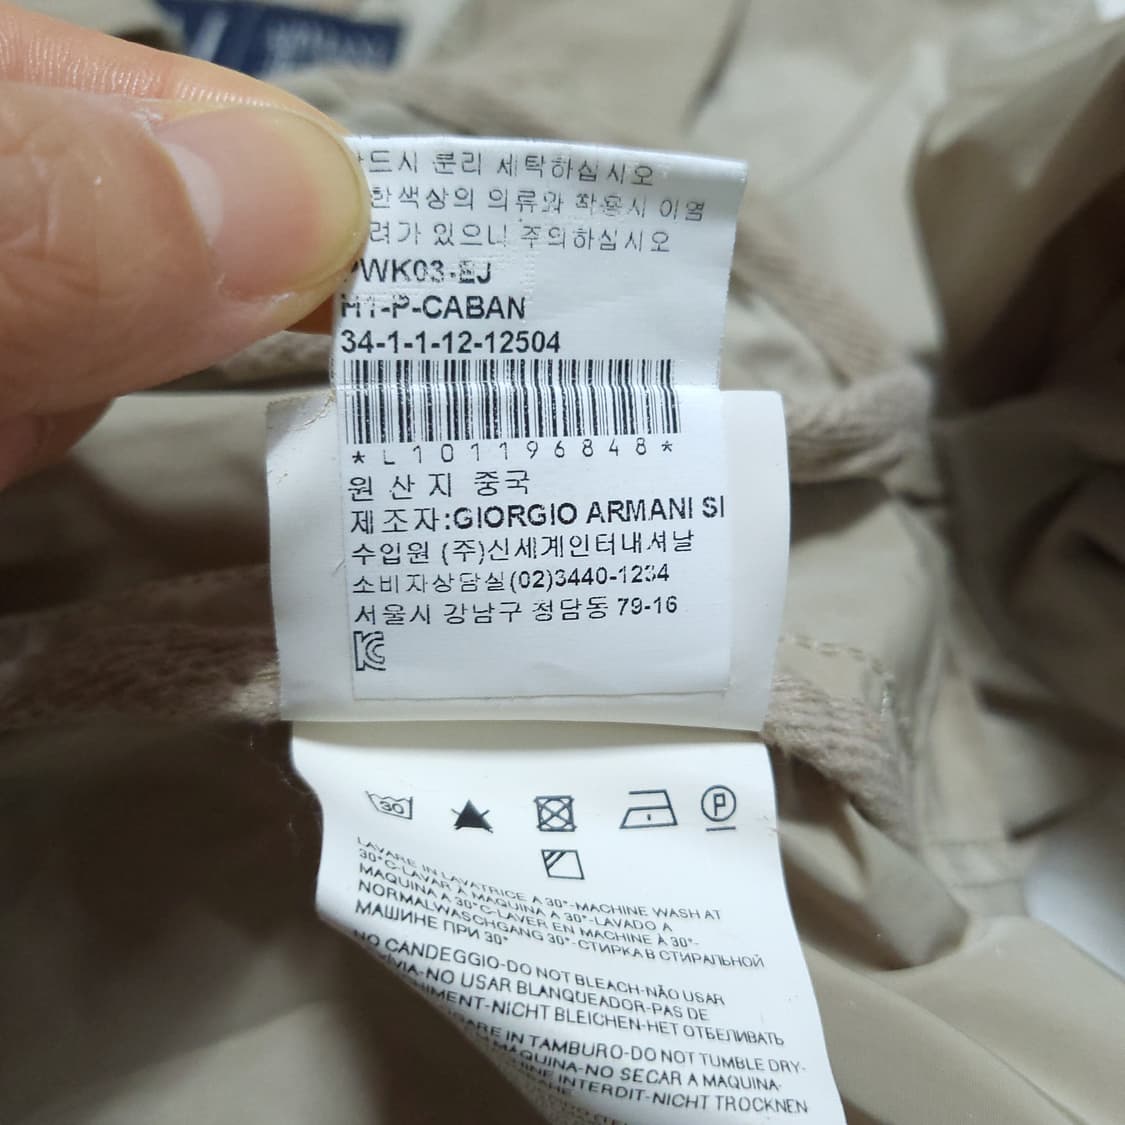 드시 분리 세탁하십시오
한색상의 의류와 착용시 이염
려가 있으니 주의하십시오
PWK03-EJ
H1-P-CABAN
34-1-1-12-12504
*L101196848*
원산지 중국
제조자:GIORGIO ARMANI SI
수입원 (주)신세계인터내셔날
소비자상담실(02)3440-1234
서울시 강남구 청담동 79-16
KC
30
P
LAVARE IN LAVATRICE A 30°-MACHINE WASH AT
30°C-LAVAR A MAQUINA A 30°-LAVADO A
MAQUINA A 30°C-LAVER EN MACHINE À 30°-
NORMALWASCHGANG 30°-СТИРКА В СТИРАЛЬНОЙ
МАШИНЕ ПРИ 30°
NO CANDEGGIO-DO NOT BLEACH-NÃO USAR
-NO USAR BLANQUEADOR-PAS DE
-NICHT BLEICHEN-НЕТ ОТБЕЛИВАТЬ
IN TAMBURO-DO NOT TUMBLE DRY-
MAQUINA-NO SECAR A MAQUINA-
INTERDIT-NICHT TROCKNEN